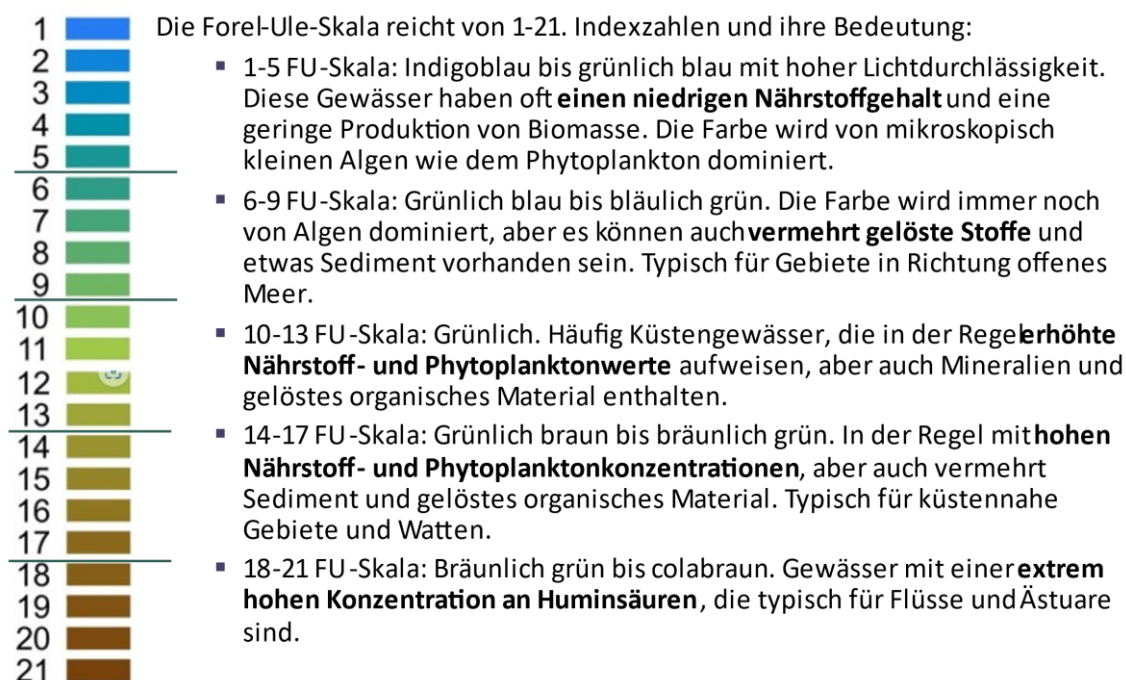 Die Forel-Ule-Skala reicht von 1-21. Indexzahlen und ihre Bedeutung:
▪ 1-5 FU-Skala: Indigoblau bis grünlich blau mit hoher Lichtdurchlässigkeit.
Diese Gewässer haben oft einen niedrigen Nährstoffgehalt und eine
geringe Produktion von Biomasse. Die Farbe wird von mikroskopisch
kleinen Algen wie dem Phytoplankton dominiert.
▪ 6-9 FU-Skala: Grünlich blau bis bläulich grün. Die Farbe wird immer noch
von Algen dominiert, aber es können auch vermehrt gelöste Stoffe und
etwas Sediment vorhanden sein. Typisch für Gebiete in Richtung offenes
Meer.
▪ 10-13 FU-Skala: Grünlich. Häufig Küstengewässer, die in der Regel erhöhte
Nährstoff- und Phytoplanktonwerte aufweisen, aber auch Mineralien und
gelöstes organisches Material enthalten.
▪ 14-17 FU-Skala: Grünlich braun bis bräunlich grün. In der Regel mit hohen
Nährstoff- und Phytoplanktonkonzentrationen, aber auch vermehrt
Sediment und gelöstes organisches Material. Typisch für küstennahe
Gebiete und Watten.
▪ 18-21 FU-Skala: Bräunlich grün bis colabraun. Gewässer mit einer extrem
hohen Konzentration an Huminsäuren, die typisch für Flüsse und Ästuare
sind.
1
2
3
4
5
6
7
8
9
10
11
12
13
14
15
16
17
18
19
20
21